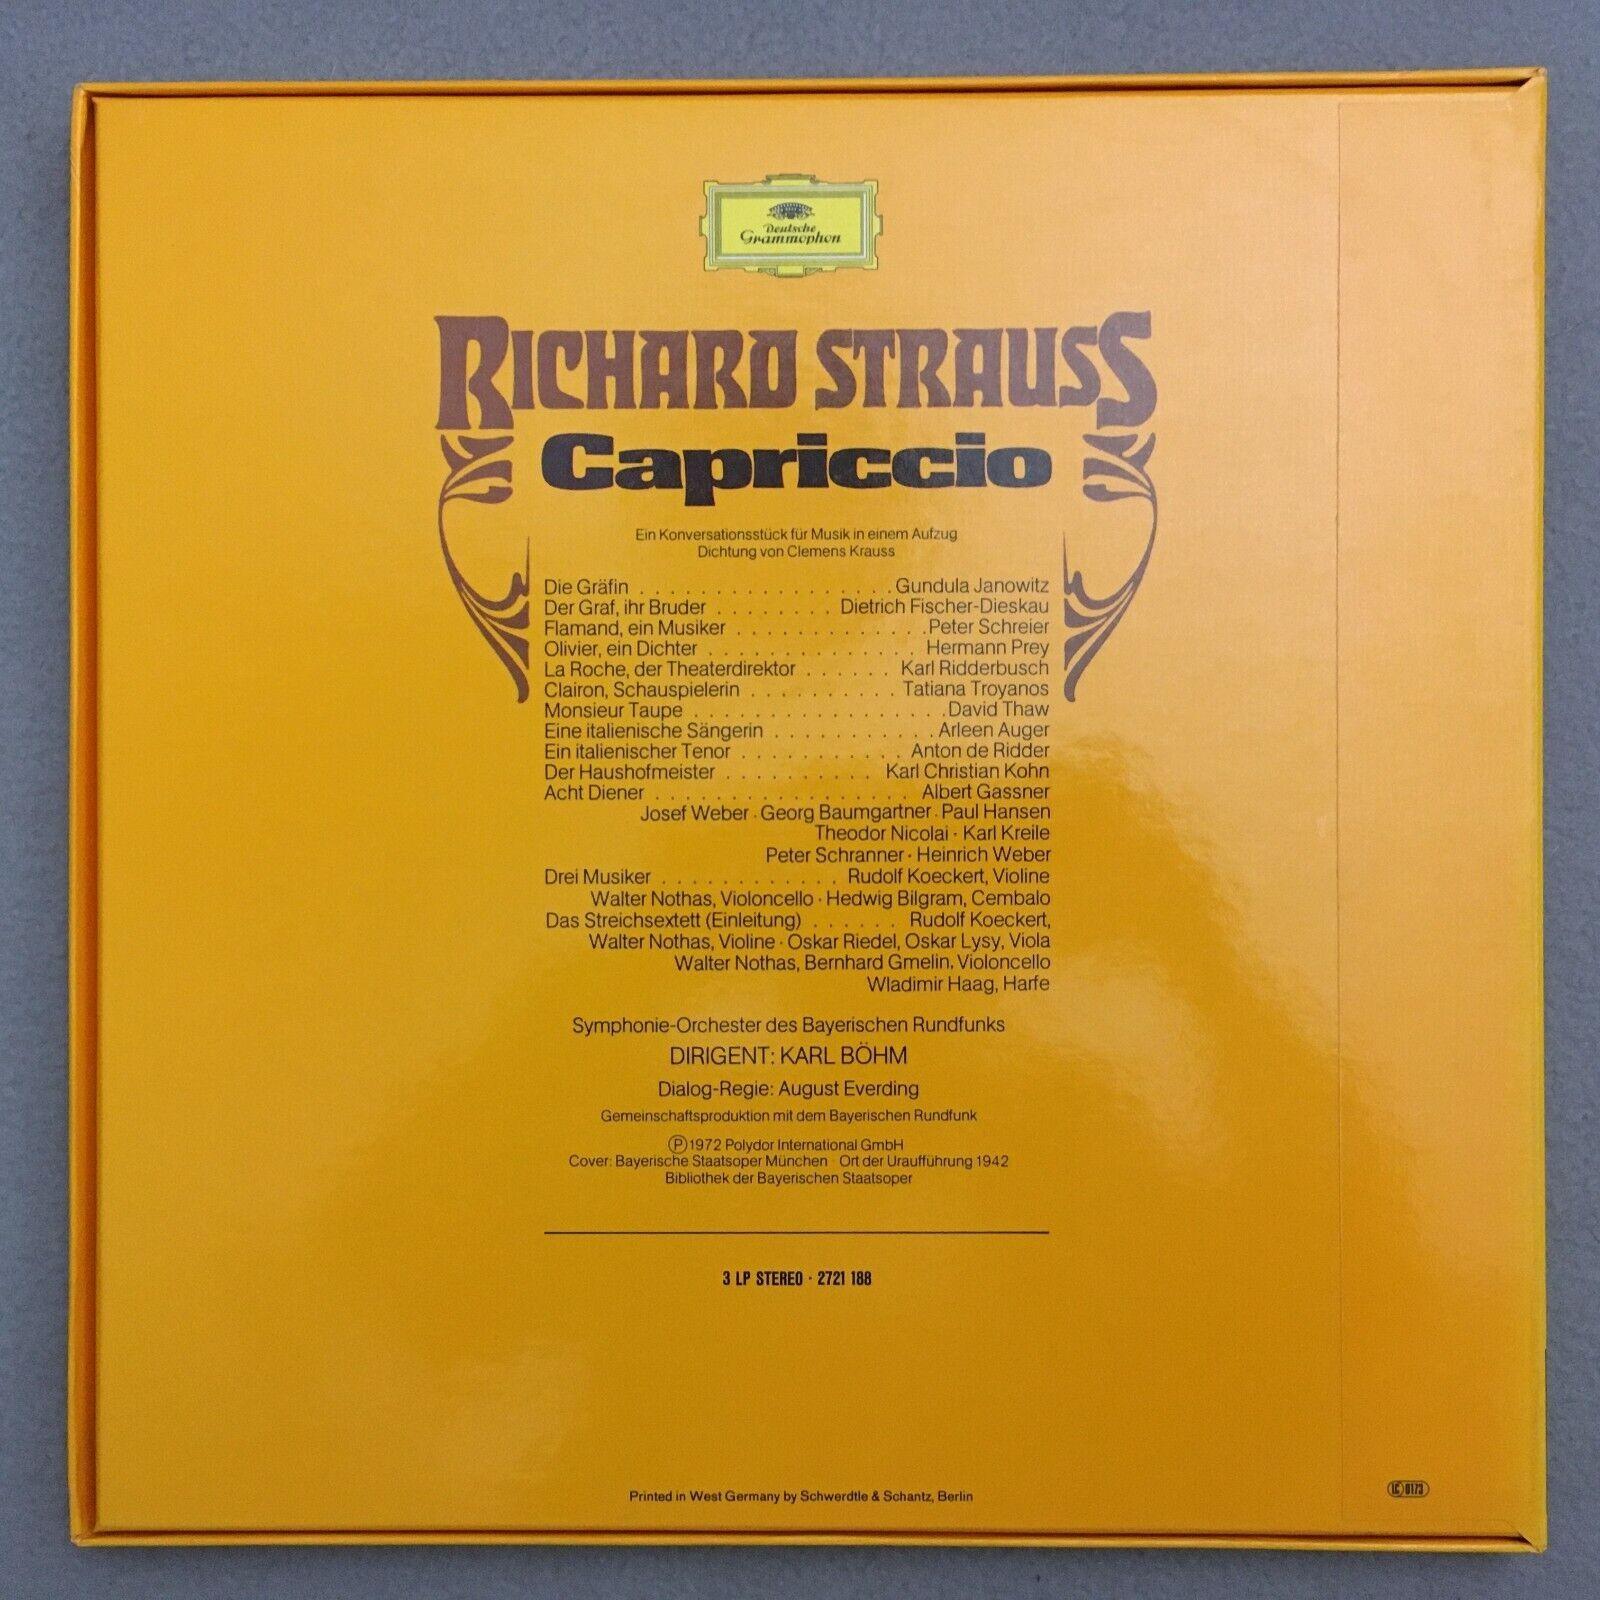 Deutsche
Grammophon
RICHARD STRAUSS
Capriccio
Ein Konversationsstück für Musik in einem Aufzug
Dichtung von Clemens Krauss
Die Gräfin . . . . . . . . . . . . . . . . . Gundula Janowitz
Der Graf, ihr Bruder . . . . . . . . Dietrich Fischer-Dieskau
Flamand, ein Musiker . . . . . . . . . . . . . Peter Schreier
Olivier, ein Dichter . . . . . . . . . . . . . . Hermann Prey
La Roche, der Theaterdirektor . . . . . . Karl Ridderbusch
Clairon, Schauspielerin . . . . . . . . . . Tatiana Troyanos
Monsieur Taupe . . . . . . . . . . . . . . . . . David Thaw
Eine italienische Sängerin . . . . . . . . . . . Arleen Auger
Ein italienischer Tenor . . . . . . . . . . . Anton de Ridder
Der Haushofmeister . . . . . . . . . . Karl Christian Kohn
Acht Diener . . . . . . . . . . . . . . . . . Albert Gassner
Josef Weber · Georg Baumgartner · Paul Hansen
Theodor Nicolai · Karl Kreile
Peter Schranner · Heinrich Weber
Drei Musiker . . . . . . . . . . . . Rudolf Koeckert, Violine
Walter Nothas, Violoncello · Hedwig Bilgram, Cembalo
Das Streichsextett (Einleitung) . . . . . . Rudolf Koeckert,
Walter Nothas, Violine · Oskar Riedel, Oskar Lysy, Viola
Walter Nothas, Bernhard Gmelin, Violoncello
Wladimir Haag, Harfe
Symphonie-Orchester des Bayerischen Rundfunks
DIRIGENT: KARL BÖHM
Dialog-Regie: August Everding
Gemeinschaftsproduktion mit dem Bayerischen Rundfunk
Ⓟ 1972 Polydor International GmbH
Cover: Bayerische Staatsoper München · Ort der Uraufführung 1942
Bibliothek der Bayerischen Staatsoper
3 LP STEREO · 2721 188
Printed in West Germany by Schwerdtle & Schantz, Berlin
LC 0173